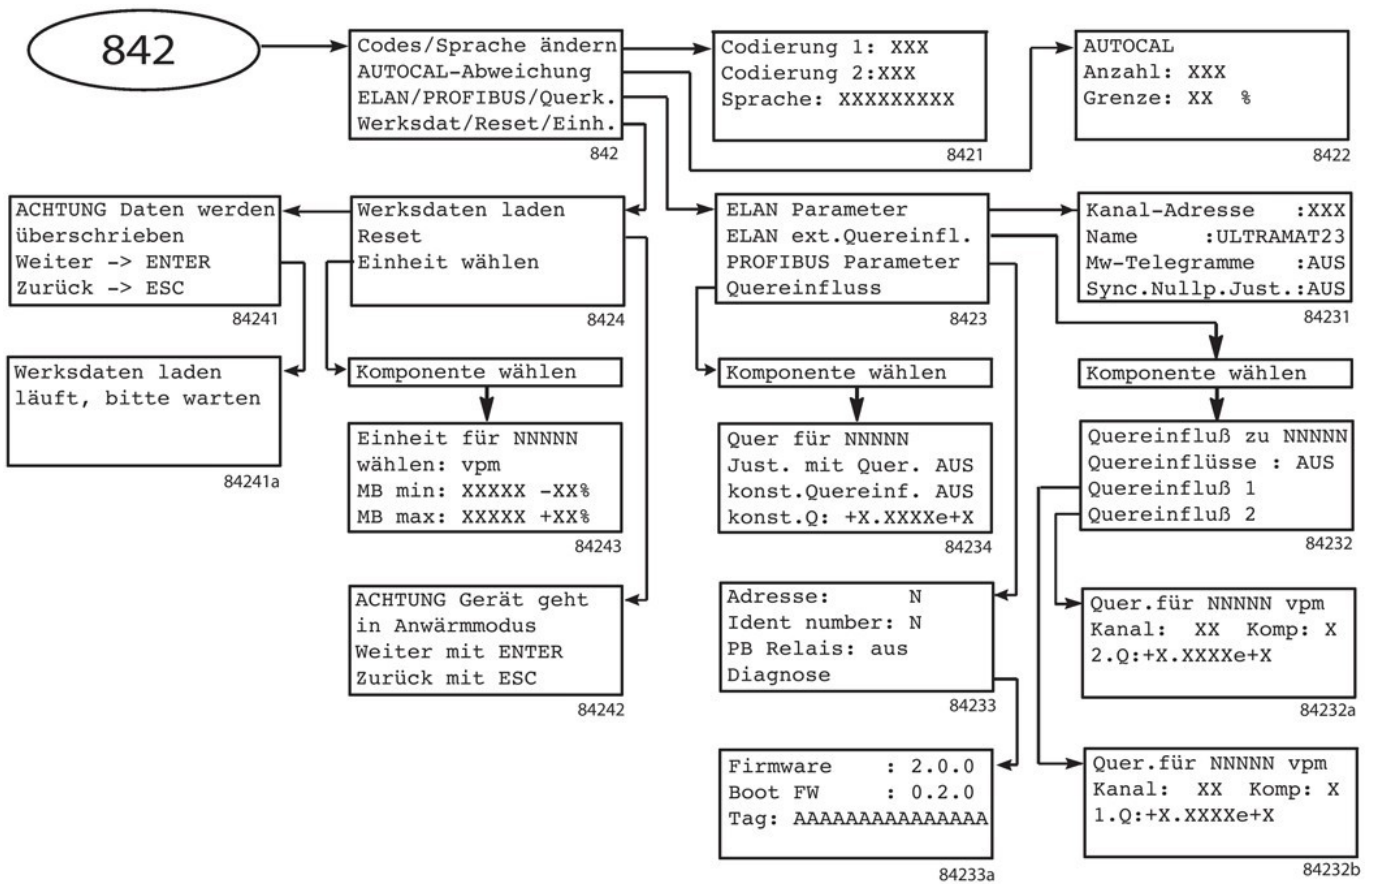 842
Codes/Sprache ändern
AUTOCAL-Abweichung
ELAN/PROFIBUS/Querk.
Werksdat/Reset/Einh.
842
Codierung 1: XXX
Codierung 2:XXX
Sprache: XXXXXXXXX
8421
AUTOCAL
Anzahl: XXX
Grenze: XX %
8422
ACHTUNG Daten werden
überschrieben
Weiter -> ENTER
Zurück -> ESC
84241
Werksdaten laden
Reset
Einheit wählen
8424
ELAN Parameter
ELAN ext.Quereinfl.
PROFIBUS Parameter
Quereinfluss
8423
Kanal-Adresse :XXX
Name :ULTRAMAT23
Mw-Telegramme :AUS
Sync.Nullp.Just.:AUS
84231
Werksdaten laden
läuft, bitte warten
84241a
Komponente wählen
Komponente wählen
Komponente wählen
Einheit für NNNNN
wählen: vpm
MB min: XXXXX -XX%
MB max: XXXXX +XX%
84243
Quer für NNNNN
Just. mit Quer. AUS
konst.Quereinf. AUS
konst.Q: +X.XXXXe+X
84234
Quereinfluß zu NNNNN
Quereinflüsse : AUS
Quereinfluß 1
Quereinfluß 2
84232
ACHTUNG Gerät geht
in Anwärmmodus
Weiter mit ENTER
Zurück mit ESC
84242
Adresse: N
Ident number: N
PB Relais: aus
Diagnose
84233
Quer.für NNNNN vpm
Kanal: XX Komp: X
2.Q:+X.XXXXe+X
84232a
Firmware : 2.0.0
Boot FW : 0.2.0
Tag: AAAAAAAAAAAAAAA
84233a
Quer.für NNNNN vpm
Kanal: XX Komp: X
1.Q:+X.XXXXe+X
84232b